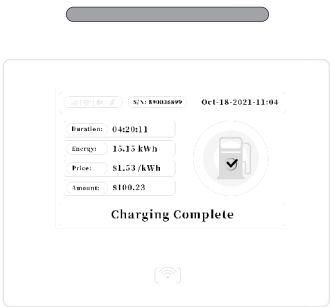 S/N: 890036899 Oct-18-2021-11:04
Duration: 04:20:11
Energy: 15.15 kWh
Price: $1.53 /kWh
Amount: $100.23
Charging Complete